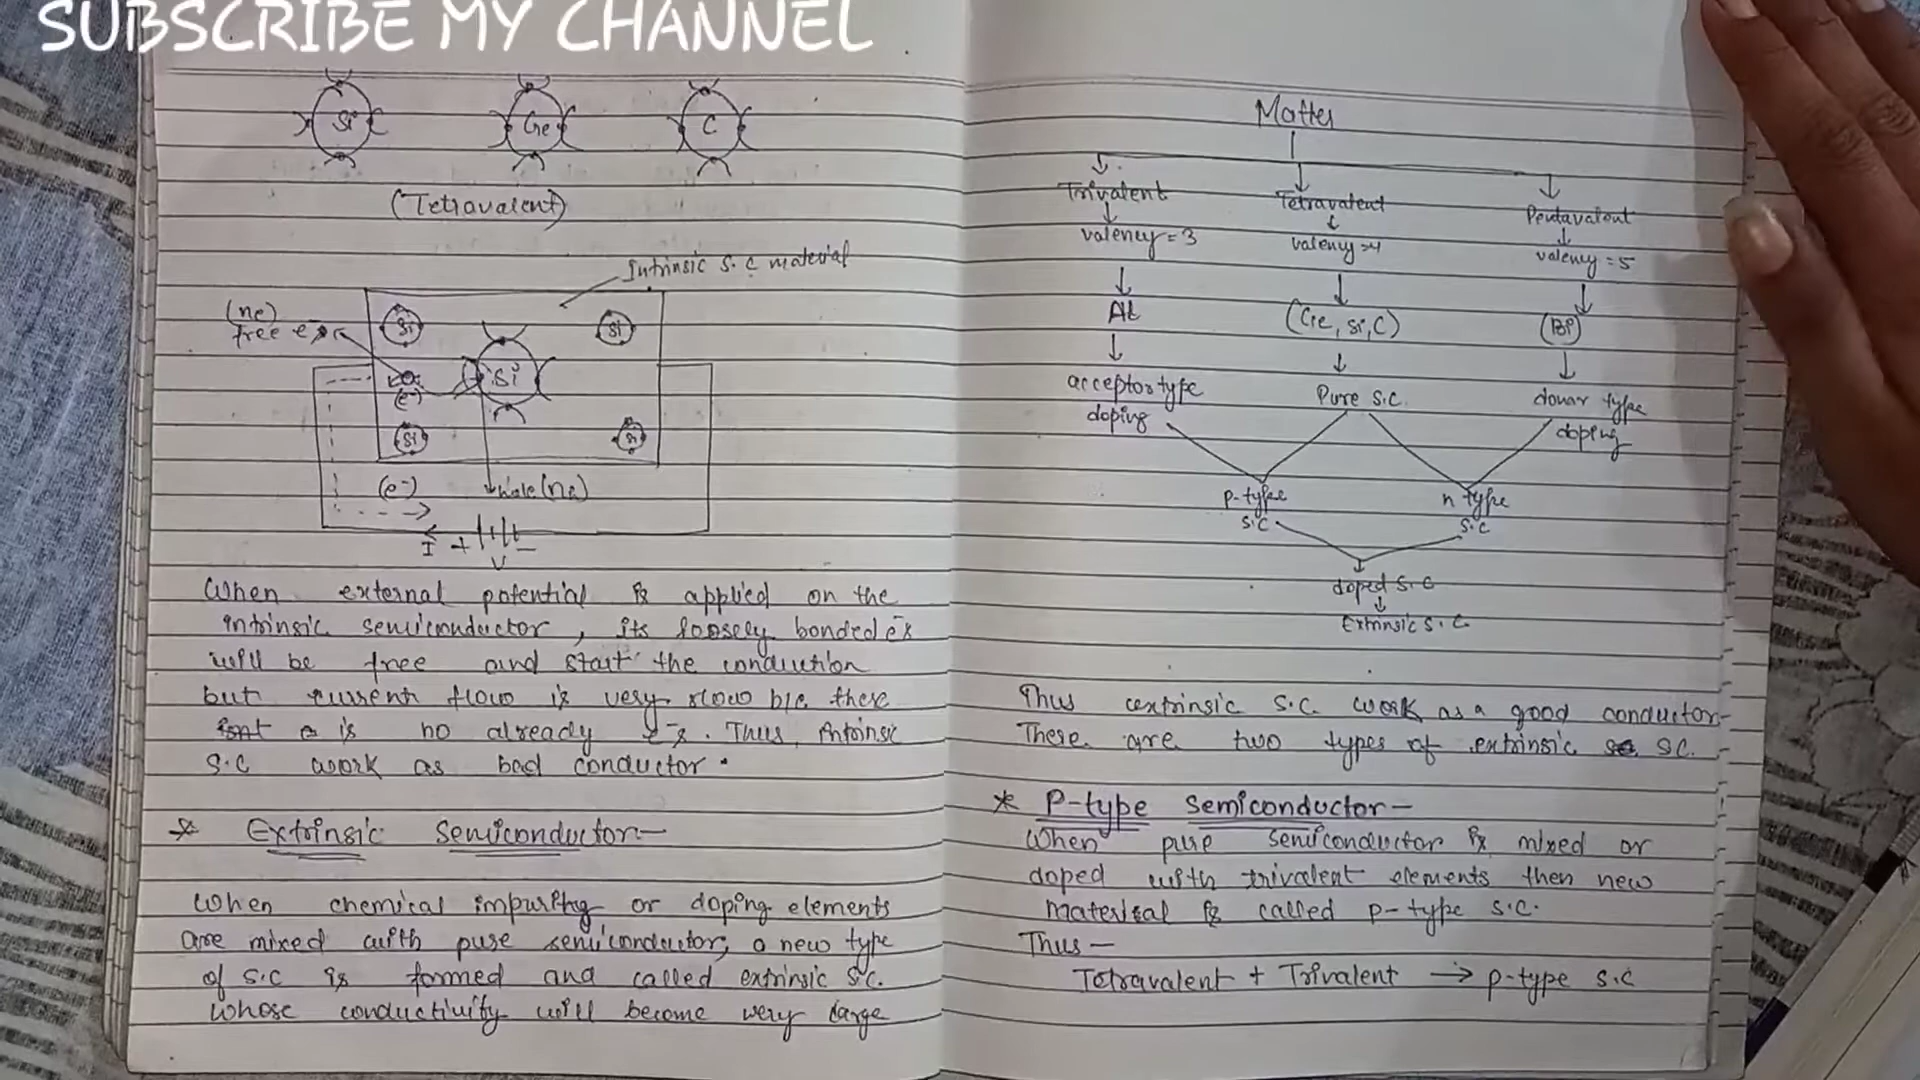 SUBSCRIBE MY CHANNEL
Si Ge C
(Tetravalent)
Intrinsic S.C material
(ne)
free e⁻s
Si Si
Si
(e⁻)
Si Si
(e⁻) hole (nh)
I + -
V
When external potential is applied on the
intrinsic semiconductor, its loosely bonded e⁻s
will be free and start the conduction
but current flow is very slow b/c there
is no already e⁻s. Thus, Intrinsic
S.C work as bad conductor.
* Extrinsic Semiconductor-
When chemical impurity or doping elements
are mixed with pure semiconductor, a new type
of S.C is formed and called extrinsic S.C.
whose conductivity will become very large
Matter
Trivalent Tetravalent Pentavalent
valency = 3 valency = 4 valency = 5
Al (Ge, Si, C) (P)
acceptor type Pure S.C. donar type
doping doping
p-type n type
S.C. S.C
doped S.C
Extrinsic S.C.
Thus extrinsic S.C. work as a good conductor-
There are two types of extrinsic SC.
* P-type Semiconductor-
When pure semiconductor is mixed or
doped with trivalent elements then new
material is called p-type S.C.
Thus -
Tetravalent + Trivalent → p-type S.C